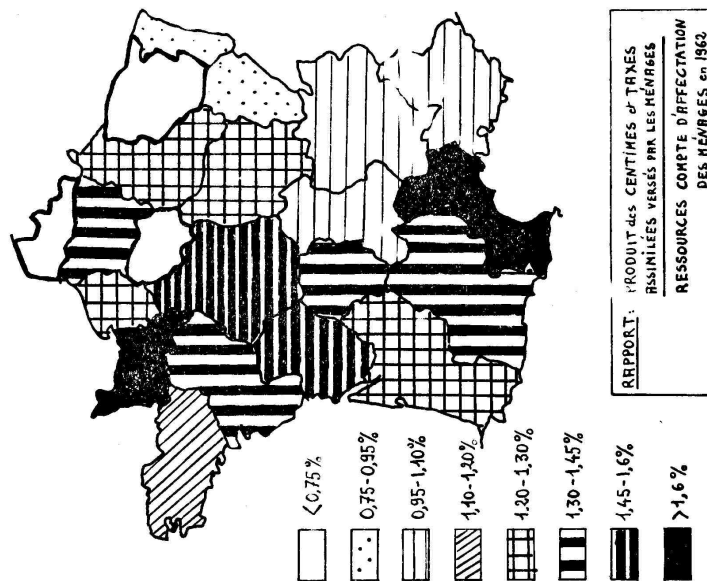 RAPPORT: PRODUIT des CENTIMES et TAXES
ASSIMILÉES VERSÉS PAR LES MÉNAGES
RESSOURCES COMPTE D'AFFECTATION
DES MÉNAGES en 1962
<0,75%
0,75-0,95%
0,95-1,10%
1,10-1,20%
1.20-1,30%
1,30-1,45%
1,45-1,6%
>1,6%